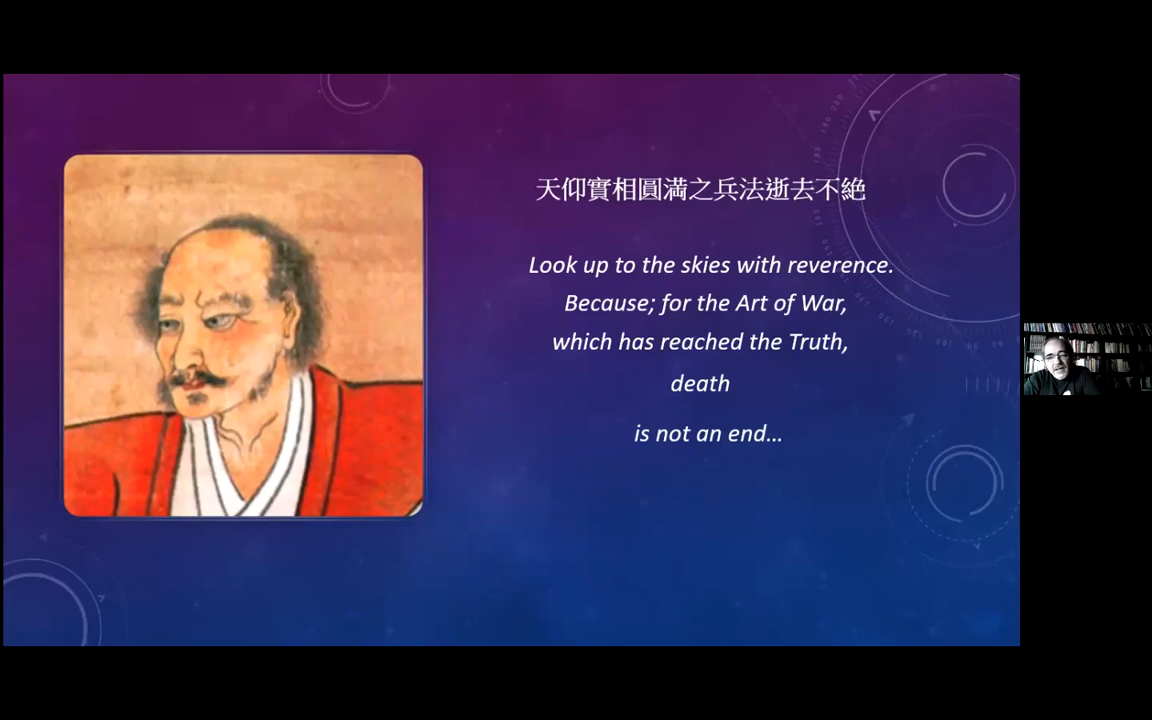 天仰實相圓満之兵法逝去不絶
Look up to the skies with reverence.
Because; for the Art of War,
which has reached the Truth,
death
is not an end...